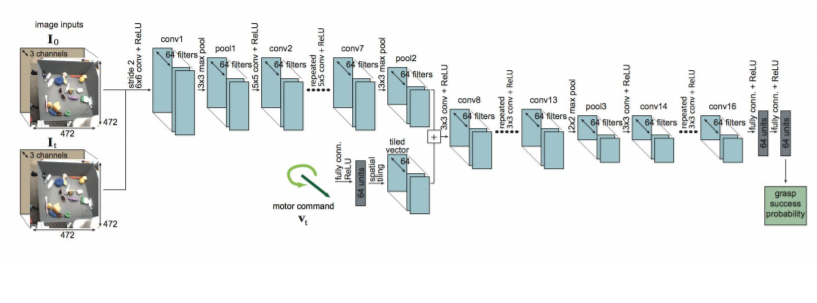 image inputs
I₀
3 channels
472
472
Iₜ
3 channels
472
472
stride 2
6x6 conv + ReLU
conv1
64 filters
3x3 max pool
pool1
64 filters
5x5 conv + ReLU
conv2
64 filters
repeated
5x5 conv + ReLU
conv7
64 filters
3x3 max pool
pool2
64 filters
motor command
vₜ
fully conn.
+ ReLU
64 units
spatial
tiling
tiled
vector
64
+
3x3 conv + ReLU
conv8
64 filters
repeated
3x3 conv + ReLU
conv13
64 filters
2x2 max pool
pool3
64 filters
3x3 conv + ReLU
conv14
64 filters
repeated
3x3 conv + ReLU
conv16
64 filters
fully conn. + ReLU
64 units
fully conn. + ReLU
64 units
grasp
success
probability